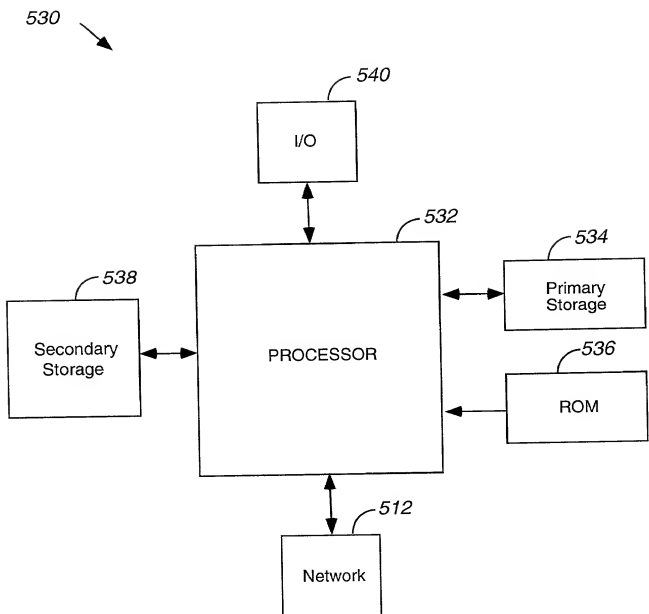 530
540
I/O
532
534
538
Primary
Storage
Secondary
Storage
PROCESSOR
536
ROM
512
Network